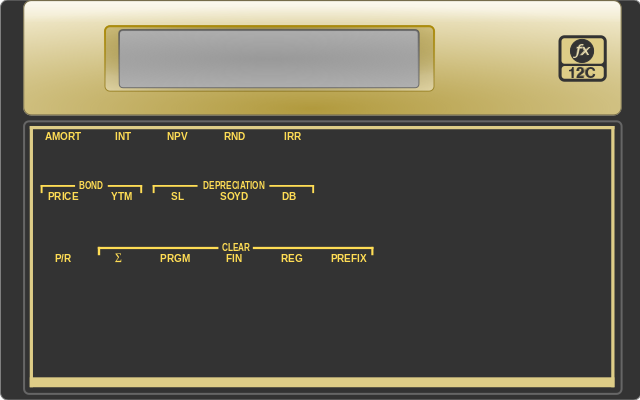 fx
12C
AMORT INT NPV RND IRR
BOND DEPRECIATION
PRICE YTM SL SOYD DB
CLEAR
P/R Σ PRGM FIN REG PREFIX